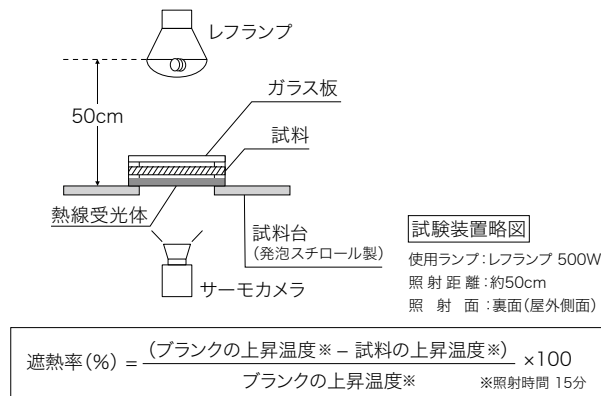 レフランプ
50cm
ガラス板
試料
熱線受光体
試料台
(発泡スチロール製)
サーモカメラ
試験装置略図
使用ランプ:レフランプ 500W
照射距離:約50cm
照射面:裏面(屋外側面)
遮熱率(%) = (ブランクの上昇温度※ − 試料の上昇温度※) / ブランクの上昇温度※ ×100
※照射時間 15分